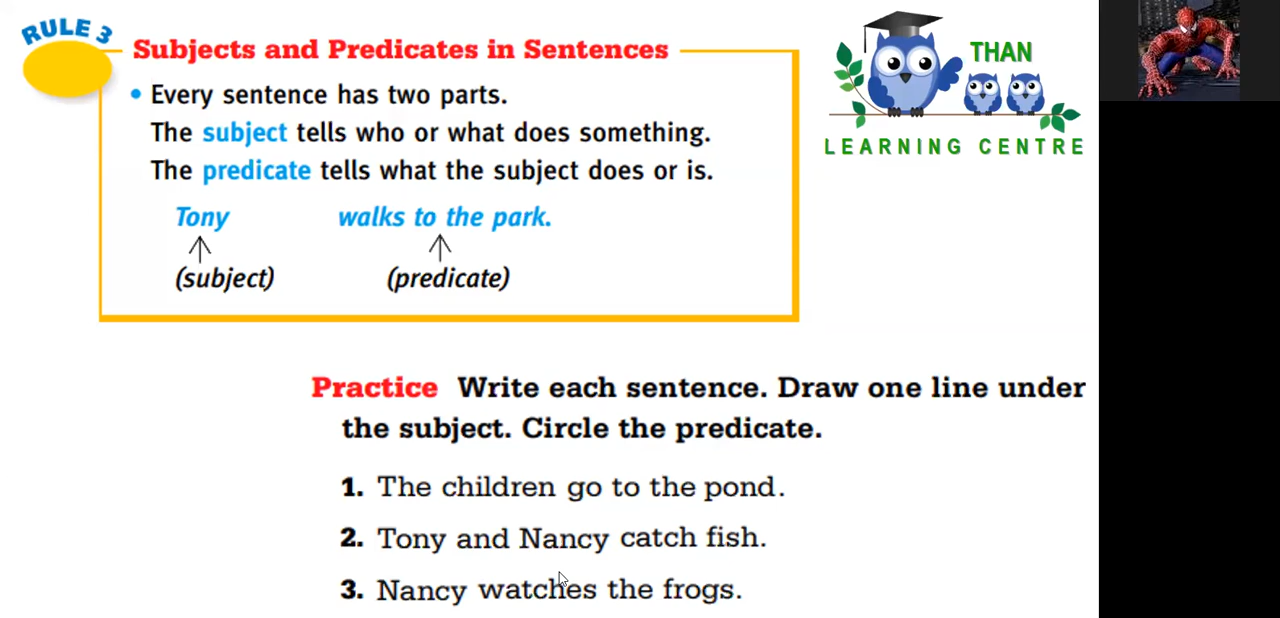 RULE 3
Subjects and Predicates in Sentences
• Every sentence has two parts.
The subject tells who or what does something.
The predicate tells what the subject does or is.
Tony walks to the park.
(subject) (predicate)
THAN
LEARNING CENTRE
Practice Write each sentence. Draw one line under
the subject. Circle the predicate.
1. The children go to the pond.
2. Tony and Nancy catch fish.
3. Nancy watches the frogs.